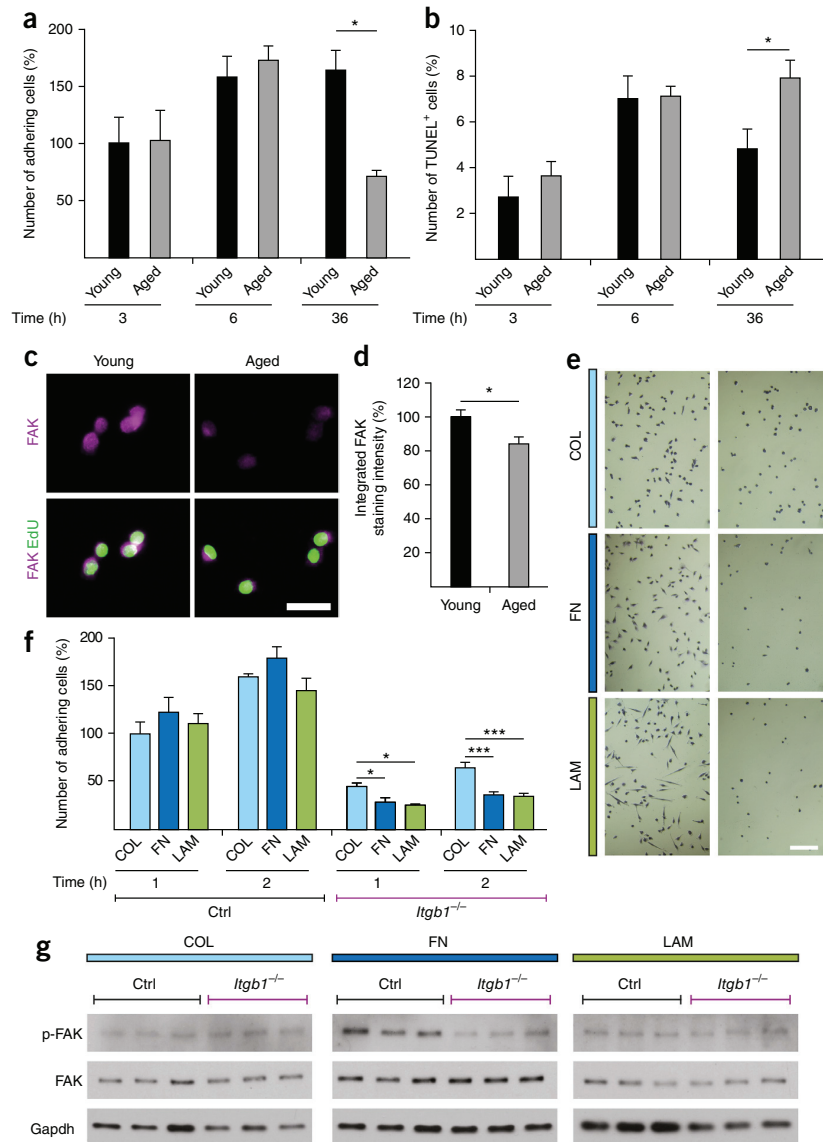 a
Number of adhering cells (%)
200
150
100
50
*
Young Aged Young Aged Young Aged
Time (h) 3 6 36
b
Number of TUNEL+ cells (%)
10
8
6
4
2
*
Young Aged Young Aged Young Aged
Time (h) 3 6 36
c
Young Aged
FAK
FAK EdU
d
Integrated FAK
staining intensity (%)
120
100
80
60
40
20
*
Young Aged
e
COL
FN
LAM
f
Number of adhering cells (%)
200
150
100
50
* * *** ***
COL FN LAM COL FN LAM COL FN LAM COL FN LAM
Time (h) 1 2 1 2
Ctrl Itgb1–/–
g
COL FN LAM
Ctrl Itgb1–/– Ctrl Itgb1–/– Ctrl Itgb1–/–
p-FAK
FAK
Gapdh